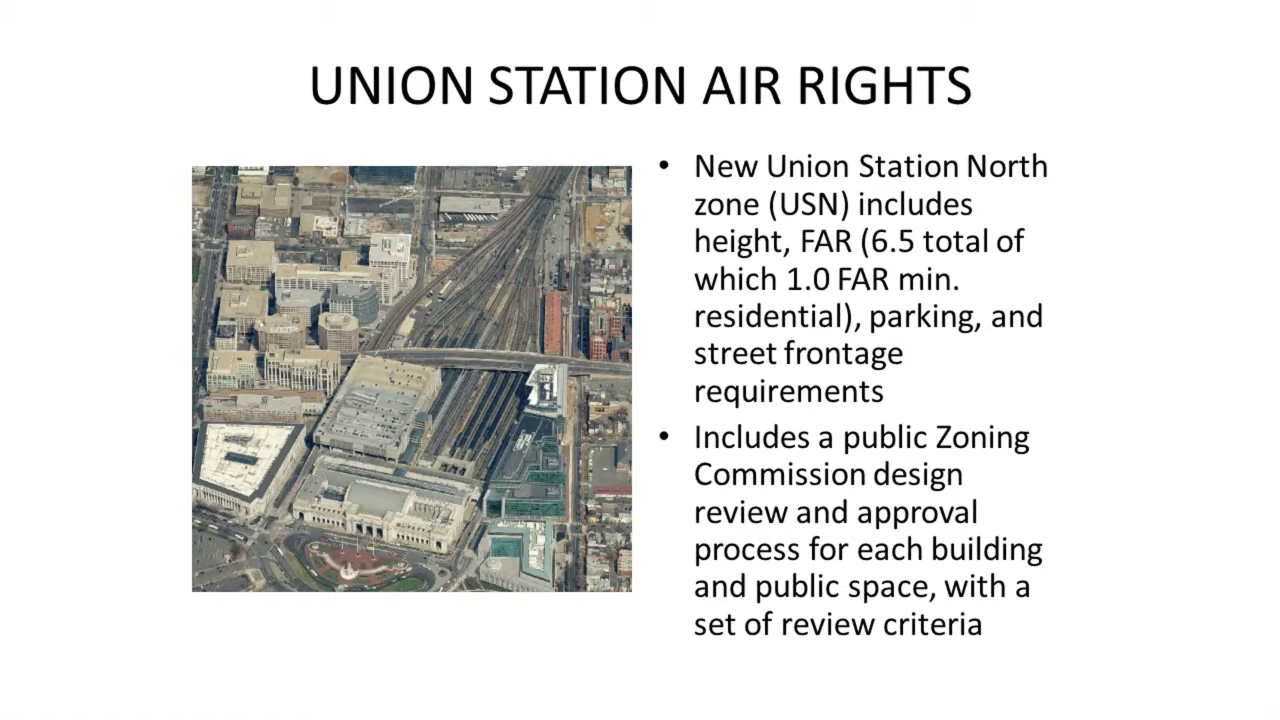 UNION STATION AIR RIGHTS
• New Union Station North
zone (USN) includes
height, FAR (6.5 total of
which 1.0 FAR min.
residential), parking, and
street frontage
requirements
• Includes a public Zoning
Commission design
review and approval
process for each building
and public space, with a
set of review criteria